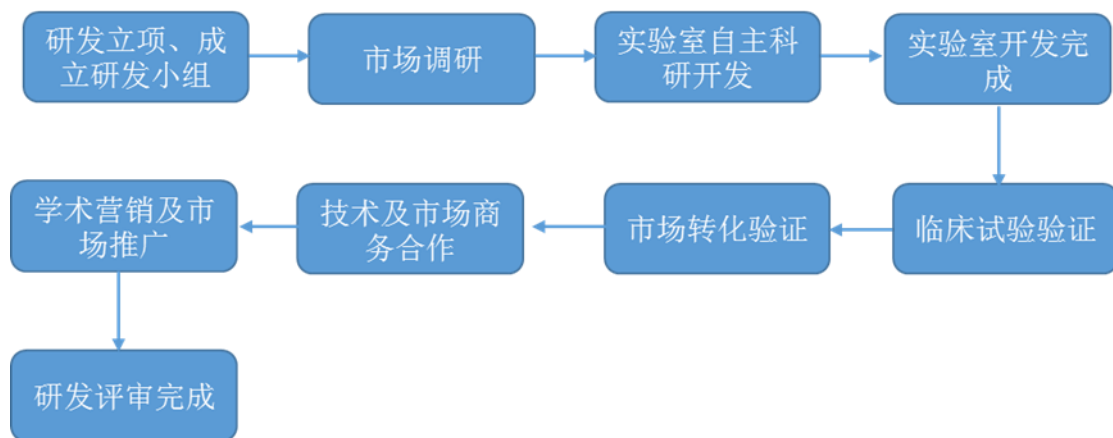 研发立项、成
立研发小组
市场调研
实验室自主科
研开发
实验室开发完
成
临床试验验证
市场转化验证
技术及市场商
务合作
学术营销及市
场推广
研发评审完成